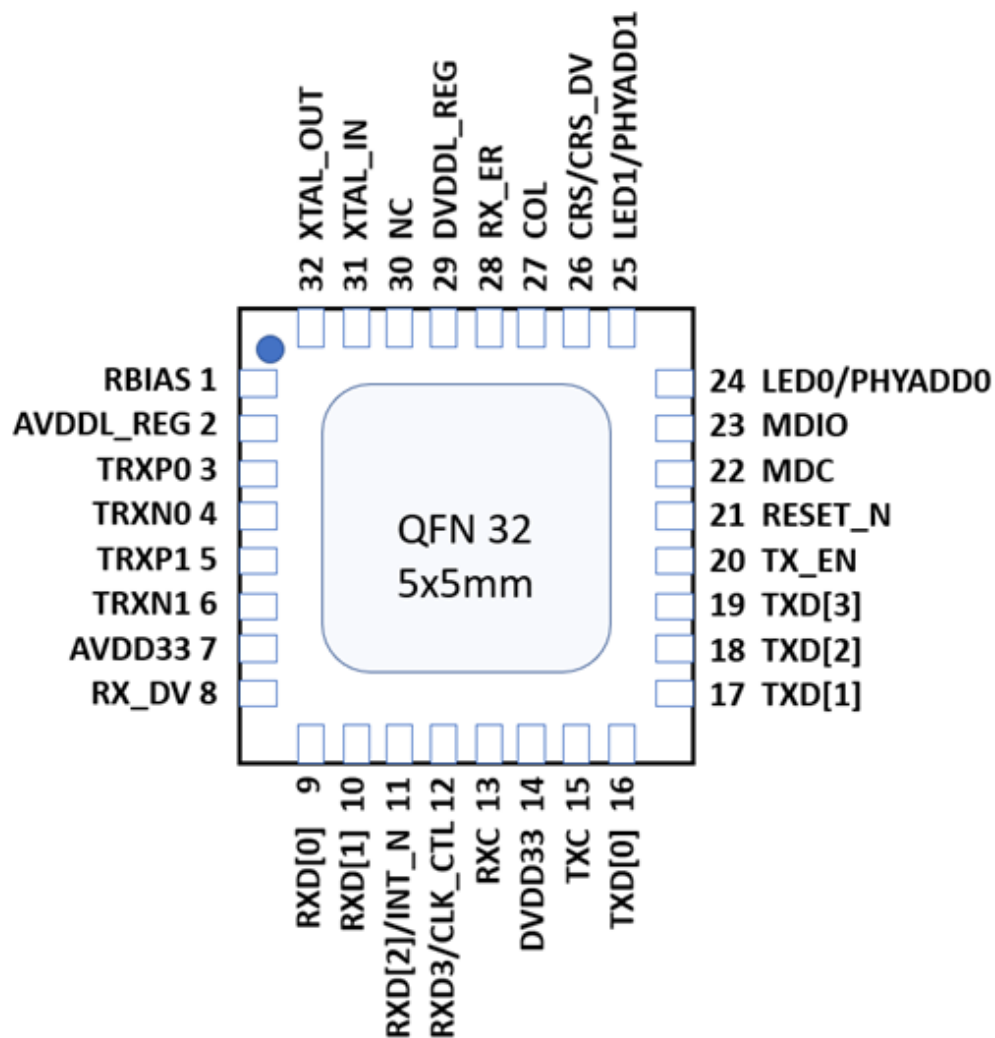 32 XTAL_OUT
31 XTAL_IN
30 NC
29 DVDDL_REG
28 RX_ER
27 COL
26 CRS/CRS_DV
25 LED1/PHYADD1
RBIAS 1
AVDDL_REG 2
TRXP0 3
TRXN0 4
TRXP1 5
TRXN1 6
AVDD33 7
RX_DV 8
QFN 32
5x5mm
24 LED0/PHYADD0
23 MDIO
22 MDC
21 RESET_N
20 TX_EN
19 TXD[3]
18 TXD[2]
17 TXD[1]
RXD[0] 9
RXD[1] 10
RXD[2]/INT_N 11
RXD3/CLK_CTL 12
RXC 13
DVDD33 14
TXC 15
TXD[0] 16